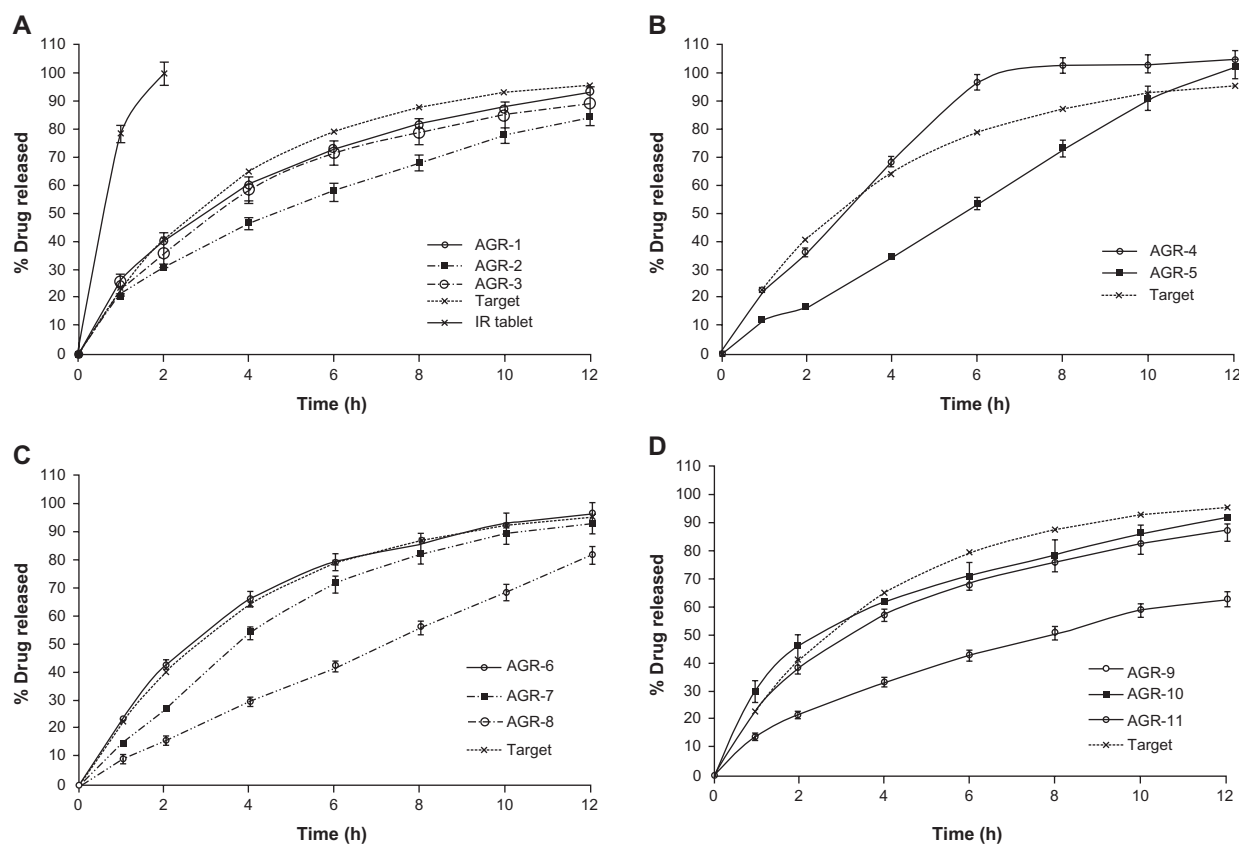 A
110
100
90
80
70
60
50
40
30
20
10
0
% Drug released
AGR-1
AGR-2
AGR-3
Target
IR tablet
0 2 4 6 8 10 12
Time (h)
B
110
100
90
80
70
60
50
40
30
20
10
0
% Drug released
AGR-4
AGR-5
Target
0 2 4 6 8 10 12
Time (h)
C
110
100
90
80
70
60
50
40
30
20
10
0
% Drug released
AGR-6
AGR-7
AGR-8
Target
0 2 4 6 8 10 12
Time (h)
D
110
100
90
80
70
60
50
40
30
20
10
0
% Drug released
AGR-9
AGR-10
AGR-11
Target
0 2 4 6 8 10 12
Time (h)